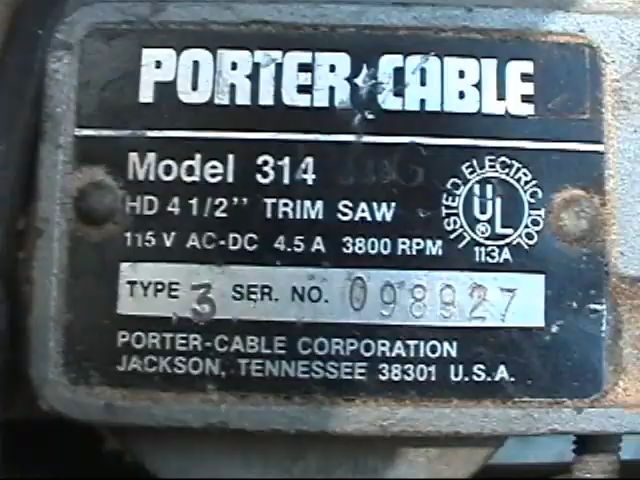 PORTER★CABLE
Model 314
HD 4 1/2" TRIM SAW
115 V AC-DC 4.5 A 3800 RPM
LISTED ELECTRIC TOOL
UL
®
113A
TYPE 3 SER. NO. 098927
PORTER-CABLE CORPORATION
JACKSON, TENNESSEE 38301 U.S.A.